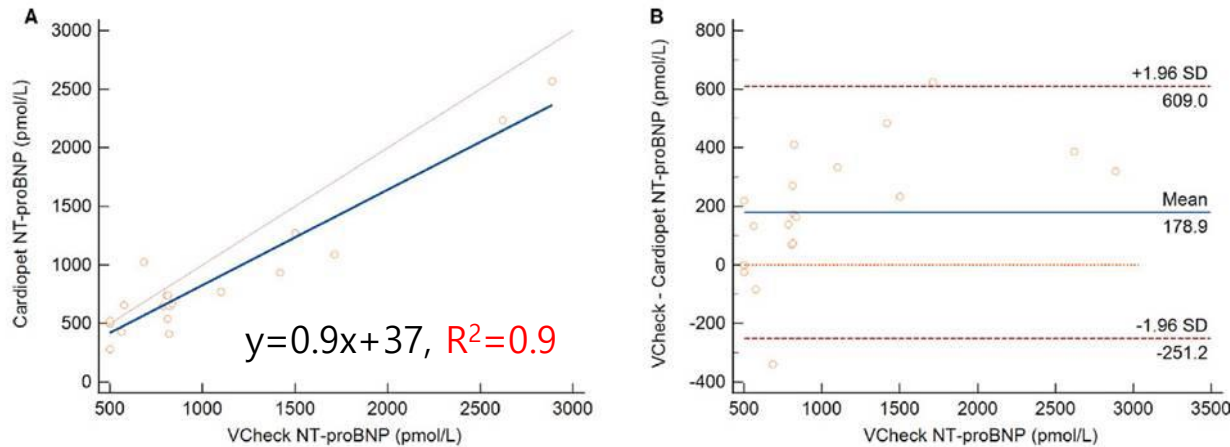 A
3000
2500
2000
1500
1000
500
0
Cardiopet NT-proBNP (pmol/L)
y=0.9x+37, R²=0.9
500 1000 1500 2000 2500 3000
VCheck NT-proBNP (pmol/L)
B
800
600
400
200
0
-200
-400
VCheck - Cardiopet NT-proBNP (pmol/L)
+1.96 SD
609.0
Mean
178.9
-1.96 SD
-251.2
500 1000 1500 2000 2500 3000 3500
VCheck NT-proBNP (pmol/L)